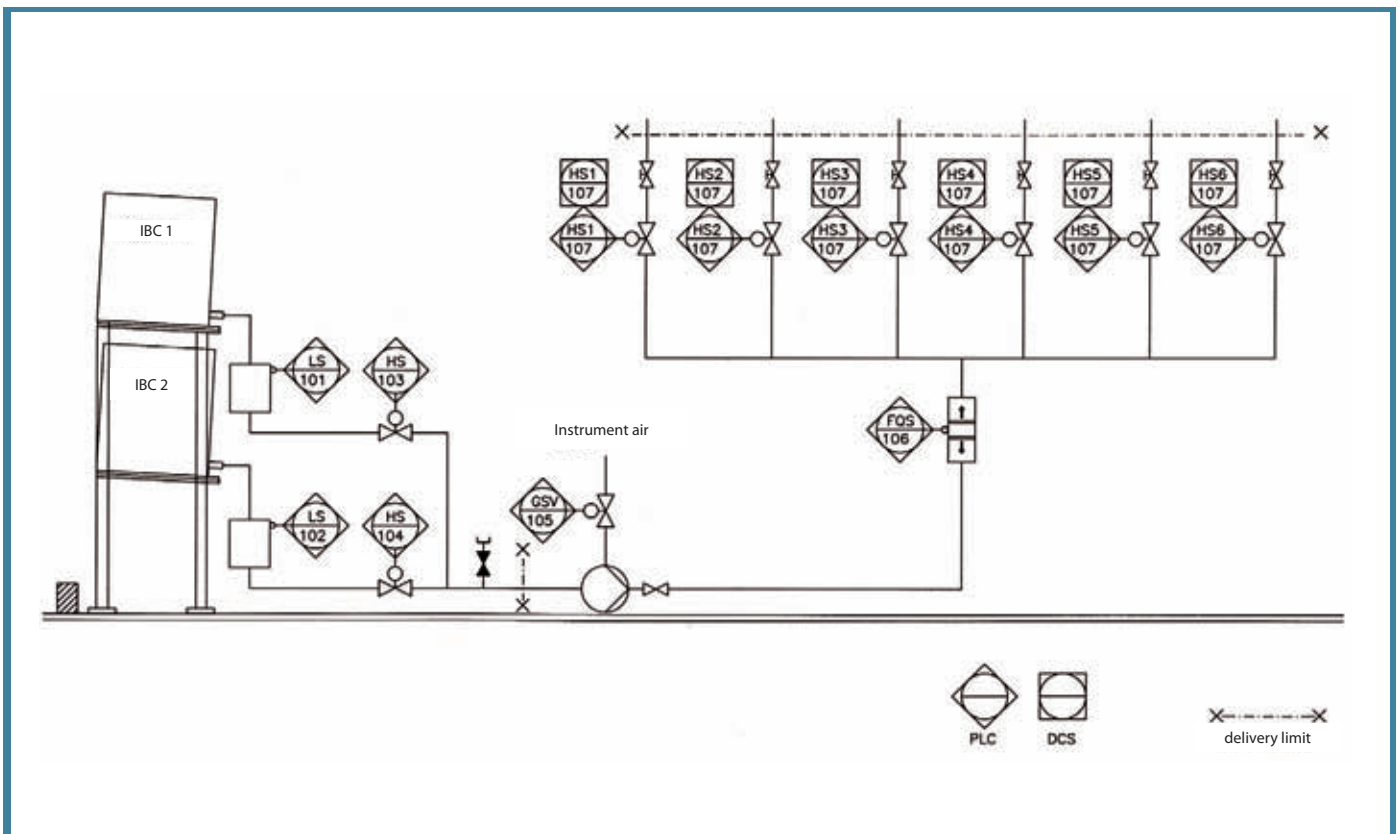 HS1
107
HS2
107
HS3
107
HS4
107
HS5
107
HS6
107
HS1
107
HS2
107
HS3
107
HS4
107
HS5
107
HS6
107
IBC 1
IBC 2
LS
101
HS
103
Instrument air
FQS
106
LS
102
HS
104
GSV
105
PLC
DCS
delivery limit